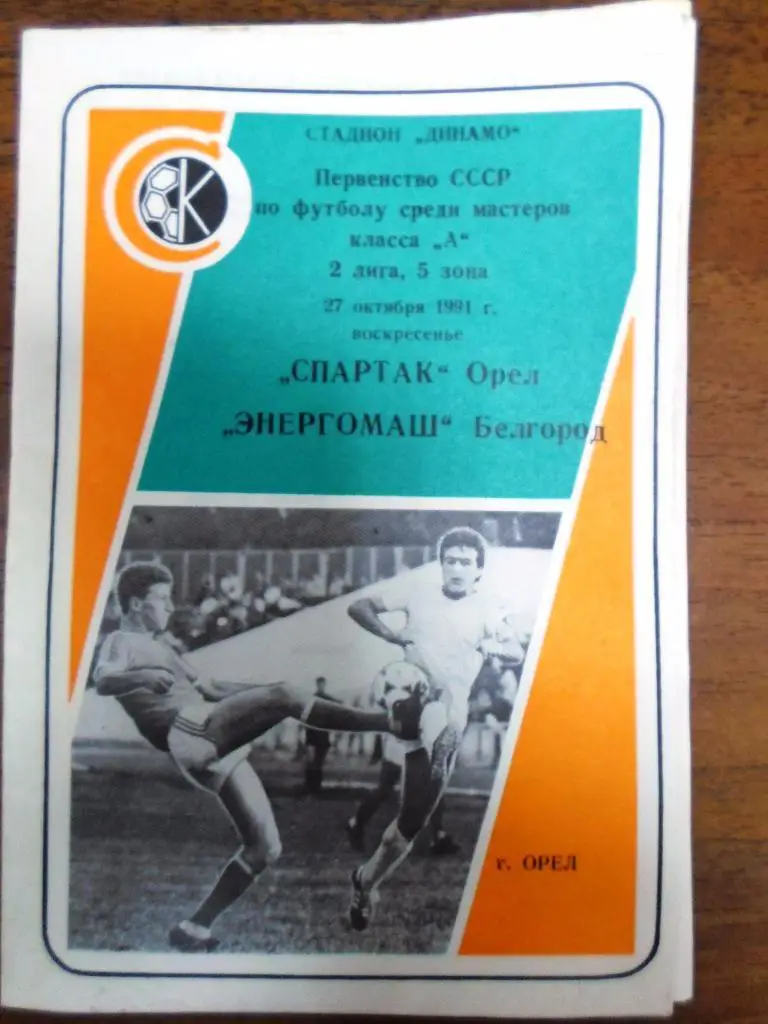 СТАДИОН „ДИНАМО“
Первенство СССР
по футболу среди мастеров
класса „А“
2 лига, 5 зона
27 октября 1991 г.
воскресенье
„СПАРТАК“ Орел
„ЭНЕРГОМАШ“ Белгород
К
г. ОРЕЛ